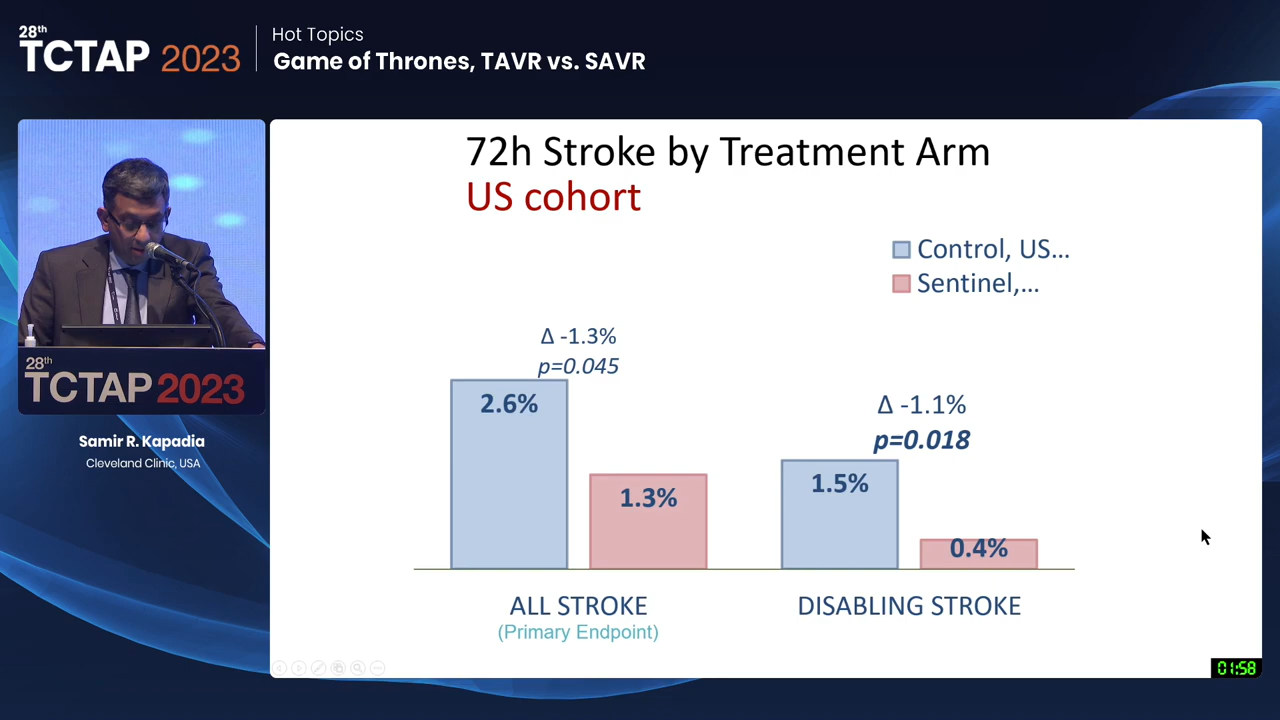 28th
TCTAP 2023
Hot Topics
Game of Thrones, TAVR vs. SAVR
28th
TCTAP 2023
Samir R. Kapadia
Cleveland Clinic, USA
72h Stroke by Treatment Arm
US cohort
Control, US...
Sentinel,...
Δ -1.3%
p=0.045
2.6%
1.3%
Δ -1.1%
p=0.018
1.5%
0.4%
ALL STROKE
(Primary Endpoint)
DISABLING STROKE
01:58